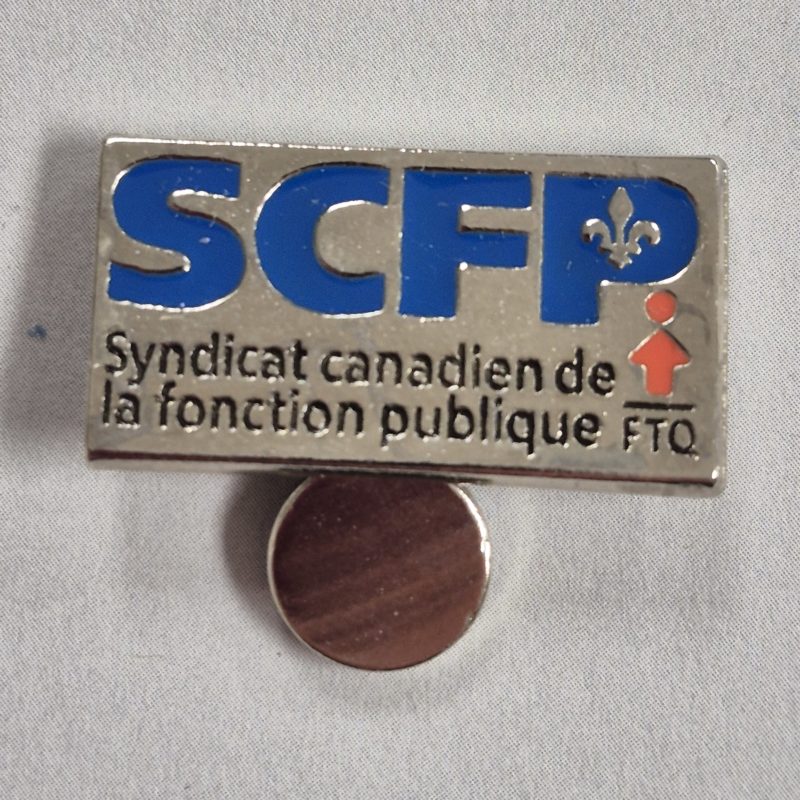 SCFP
Syndicat canadien de
la fonction publique
FTQ